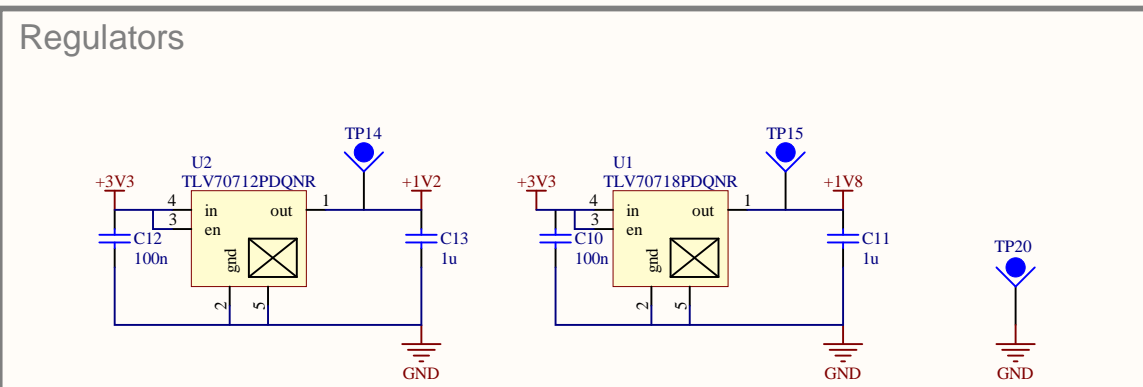 Regulators
TP14
TP15
U2
U1
TLV70712PDQNR
TLV70718PDQNR
+3V3
+1V2
+3V3
+1V8
4
in
out
1
4
in
out
1
3
en
3
en
C12
100n
gnd
C13
1u
C10
100n
gnd
C11
1u
TP20
2
5
2
5
GND
GND
GND